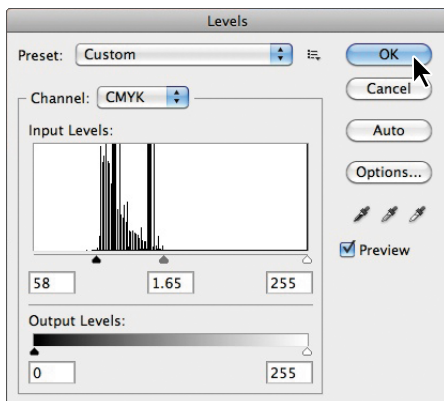 Levels
Preset: Custom
OK
Channel: CMYK
Cancel
Input Levels:
Auto
Options...
Preview
58 1.65 255
Output Levels:
0 255